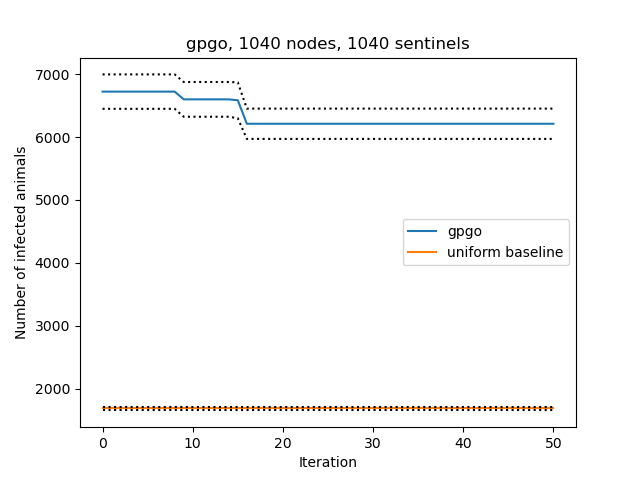 gpgo, 1040 nodes, 1040 sentinels
7000
6000
5000
4000
3000
2000
Number of infected animals
gpgo
uniform baseline
0 10 20 30 40 50
Iteration